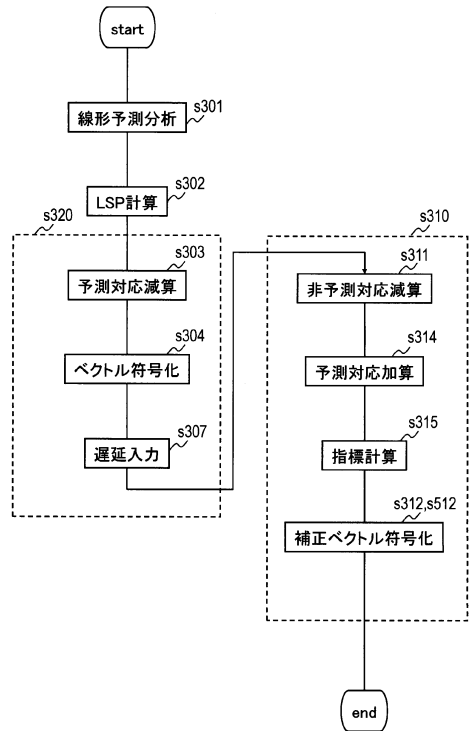 start
s301
線形予測分析
s302
LSP計算
s320
s303
予測対応減算
s304
ベクトル符号化
s307
遅延入力
s310
s311
非予測対応減算
s314
予測対応加算
s315
指標計算
s312,s512
補正ベクトル符号化
end